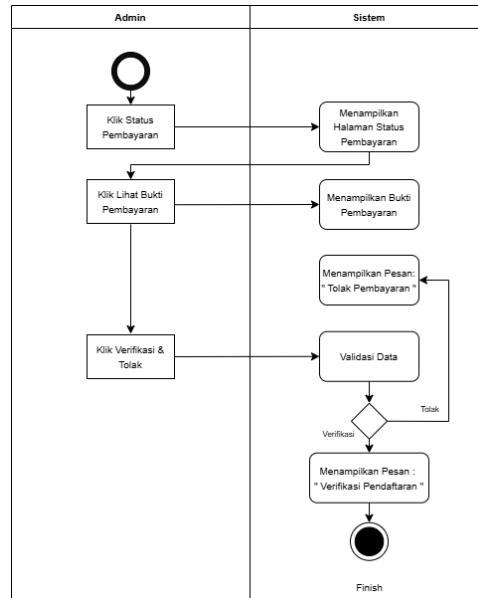 Admin
Sistem
Klik Status
Pembayaran
Menampilkan
Halaman Status
Pembayaran
Klik Lihat Bukti
Pembayaran
Menampilkan Bukti
Pembayaran
Menampilkan Pesan:
" Tolak Pembayaran "
Klik Verifikasi &
Tolak
Validasi Data
Tolak
Verifikasi
Menampilkan Pesan :
" Verifikasi Pendaftaran "
Finish